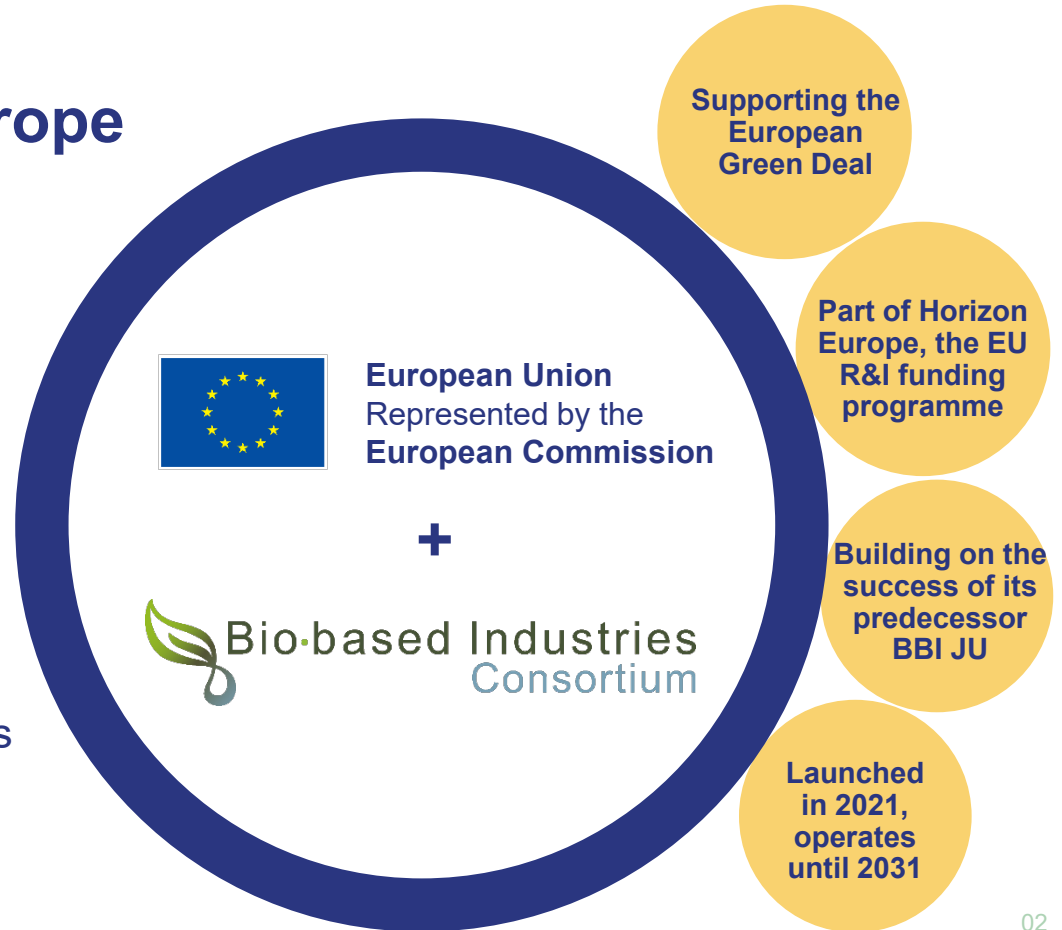 rope
European Union
Represented by the
European Commission
+
Bio-based Industries
Consortium
s
Supporting the
European
Green Deal
Part of Horizon
Europe, the EU
R&I funding
programme
Building on the
success of its
predecessor
BBI JU
Launched
in 2021,
operates
until 2031
02